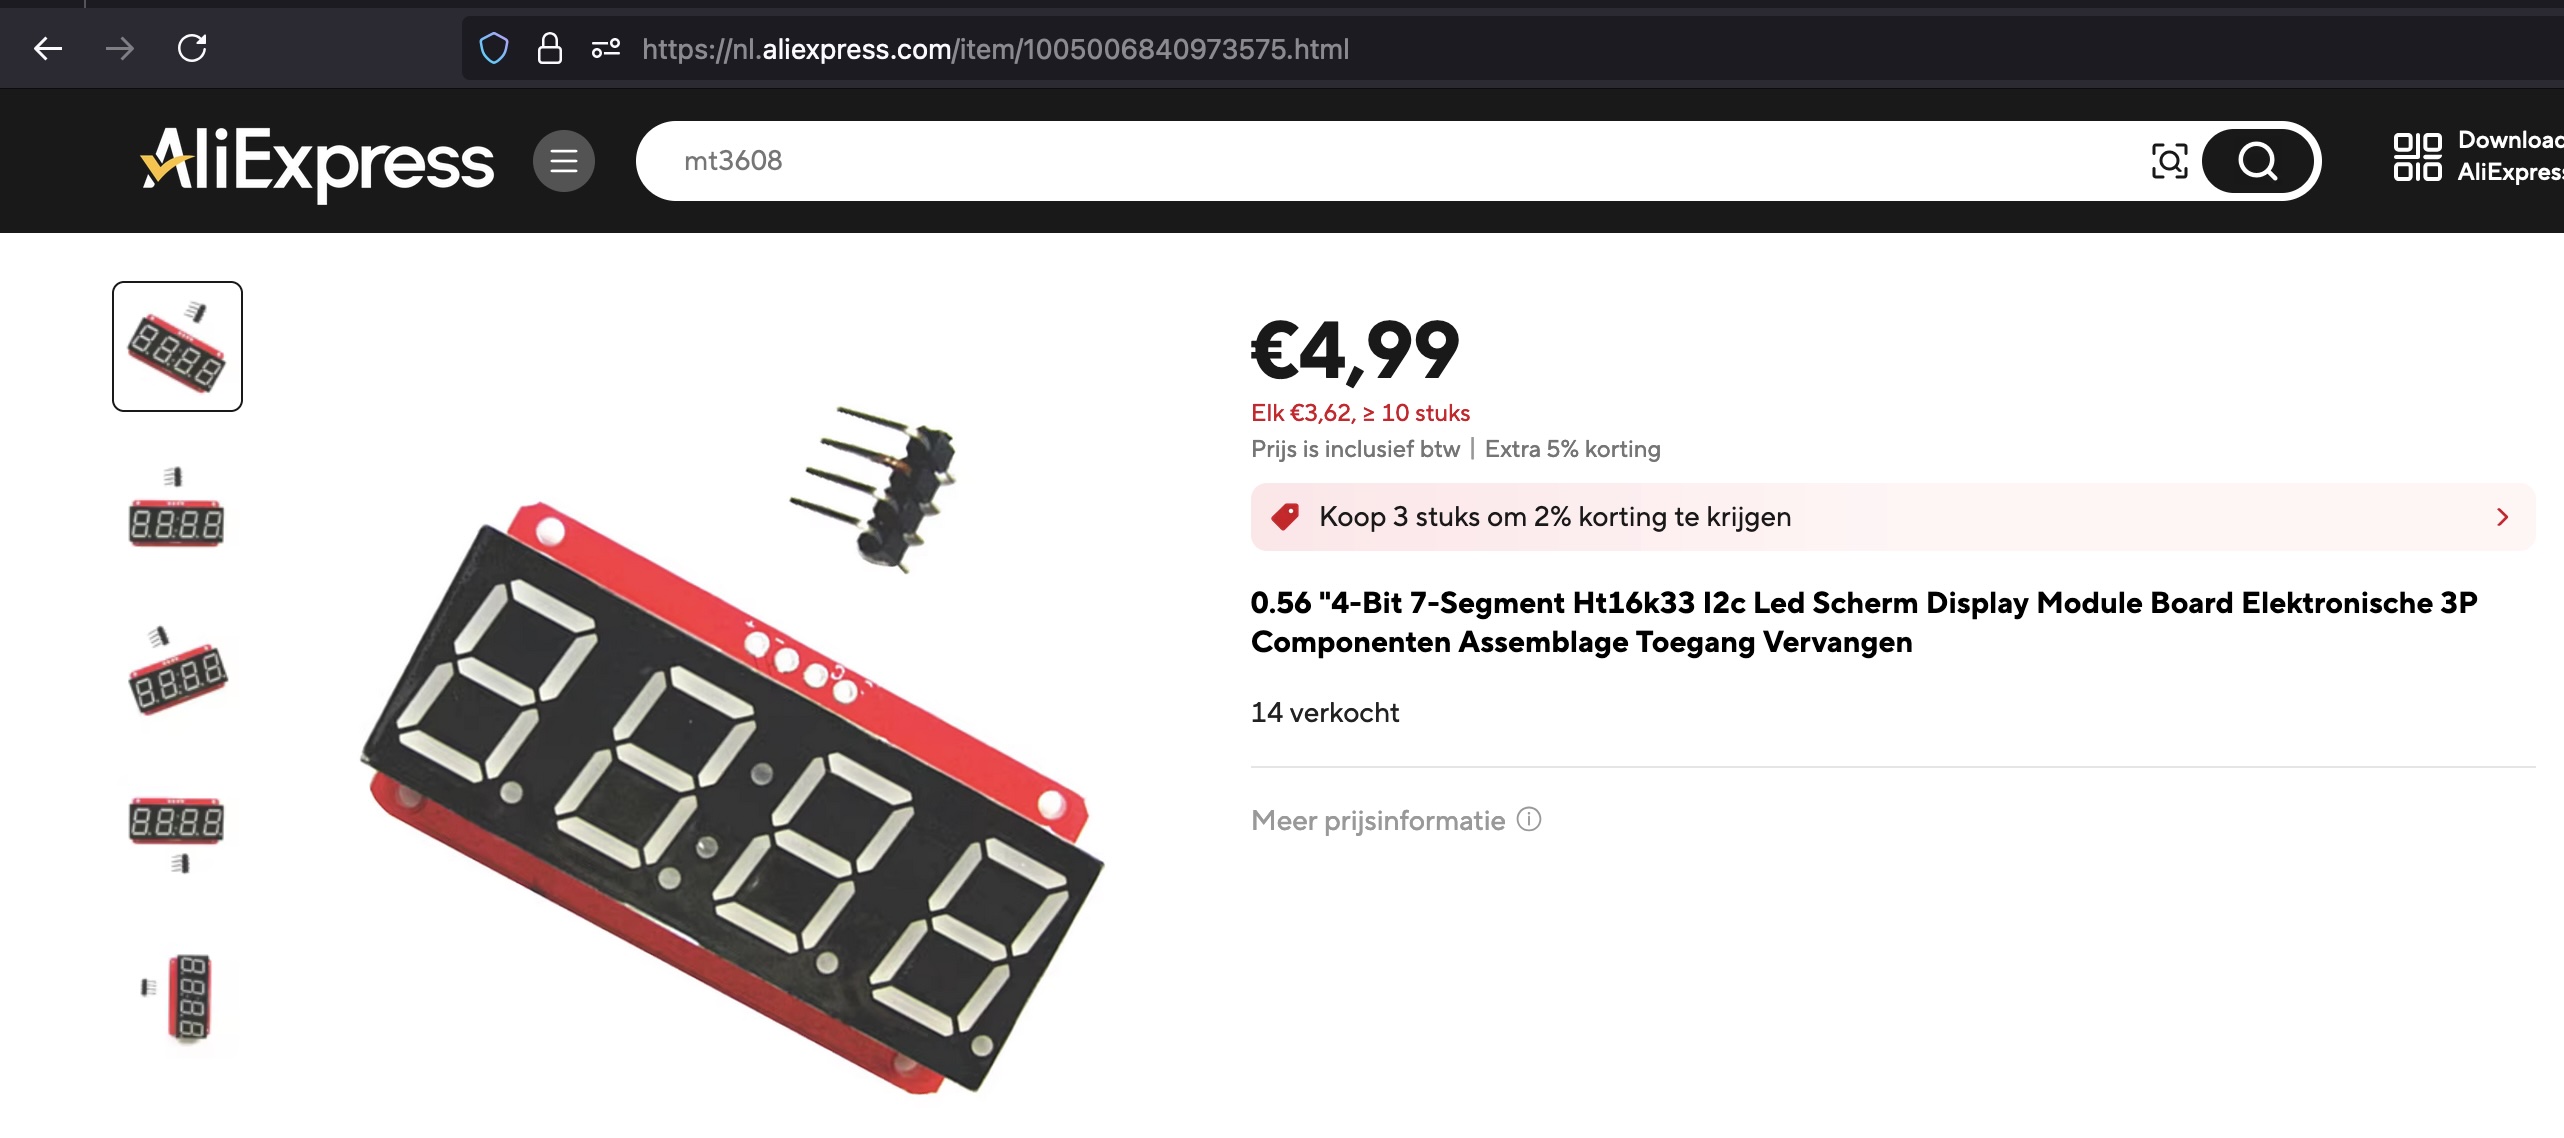 https://nl.aliexpress.com/item/1005006840973575.html
AliExpress
mt3608
€4,99
Elk €3,62, ≥ 10 stuks
Prijs is inclusief btw | Extra 5% korting
Koop 3 stuks om 2% korting te krijgen
0.56 "4-Bit 7-Segment Ht16k33 I2c Led Scherm Display Module Board Elektronische 3P
Componenten Assemblage Toegang Vervangen
14 verkocht
Meer prijsinformatie